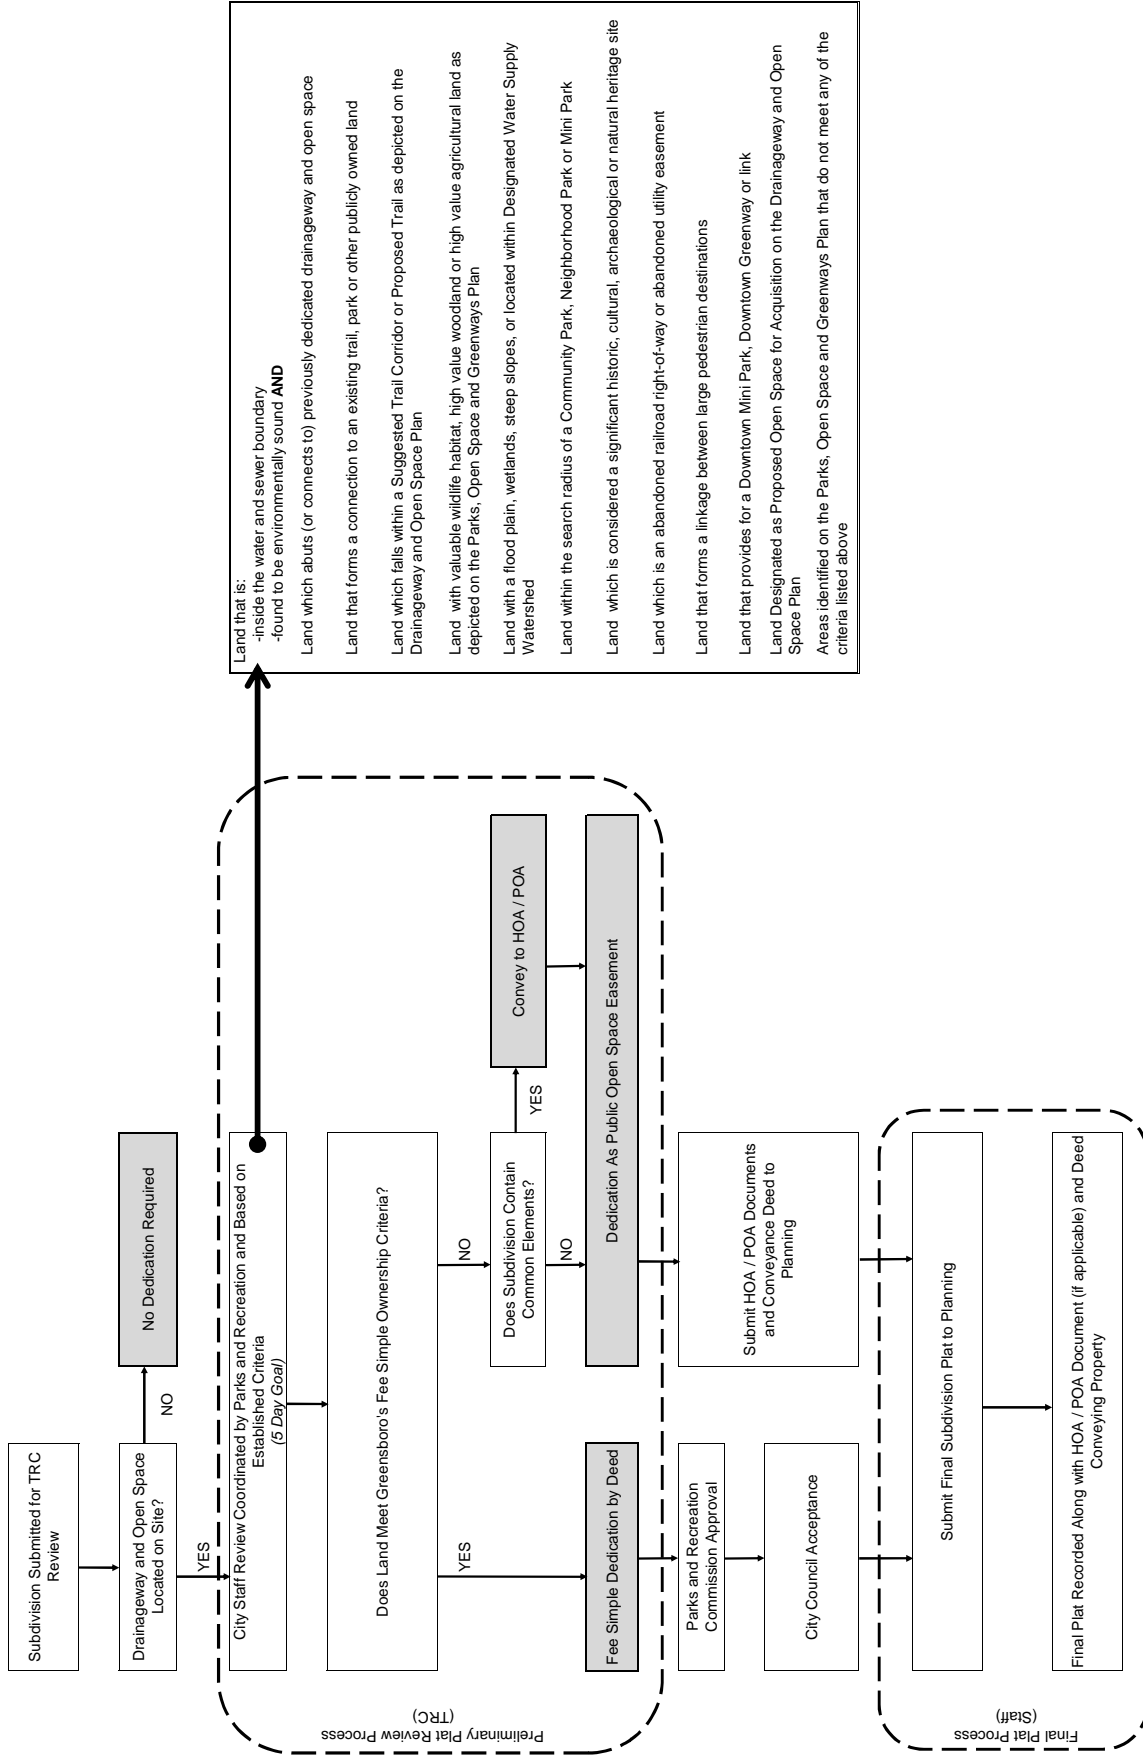 Subdivision Submitted for TRC
Review
Drainageway and Open Space
Located on Site?
NO
No Dedication Required
YES
City Staff Review Coordinated by Parks and Recreation and Based on
Established Criteria
(5 Day Goal)
Does Land Meet Greensboro's Fee Simple Ownership Criteria?
YES
NO
Does Subdivision Contain
Common Elements?
YES
NO
Convey to HOA / POA
Fee Simple Dedication by Deed
Dedication As Public Open Space Easement
Preliminary Plat Review Process
(TRC)
Parks and Recreation
Commission Approval
City Council Acceptance
Submit HOA / POA Documents
and Conveyance Deed to
Planning
Submit Final Subdivision Plat to Planning
Final Plat Recorded Along with HOA / POA Document (if applicable) and Deed
Conveying Property
Final Plat Process
(Staff)
Land that is:
-inside the water and sewer boundary
-found to be environmentally sound AND
Land which abuts (or connects to) previously dedicated drainageway and open space
Land that forms a connection to an existing trail, park or other publicly owned land
Land which falls within a Suggested Trail Corridor or Proposed Trail as depicted on the
Drainageway and Open Space Plan
Land with valuable wildlife habitat, high value woodland or high value agricultural land as
depicted on the Parks, Open Space and Greenways Plan
Land with a flood plain, wetlands, steep slopes, or located within Designated Water Supply
Watershed
Land within the search radius of a Community Park, Neighborhood Park or Mini Park
Land which is considered a significant historic, cultural, archaeological or natural heritage site
Land which is an abandoned railroad right-of-way or abandoned utility easement
Land that forms a linkage between large pedestrian destinations
Land that provides for a Downtown Mini Park, Downtown Greenway or link
Land Designated as Proposed Open Space for Acquisition on the Drainageway and Open
Space Plan
Areas identified on the Parks, Open Space and Greenways Plan that do not meet any of the
criteria listed above